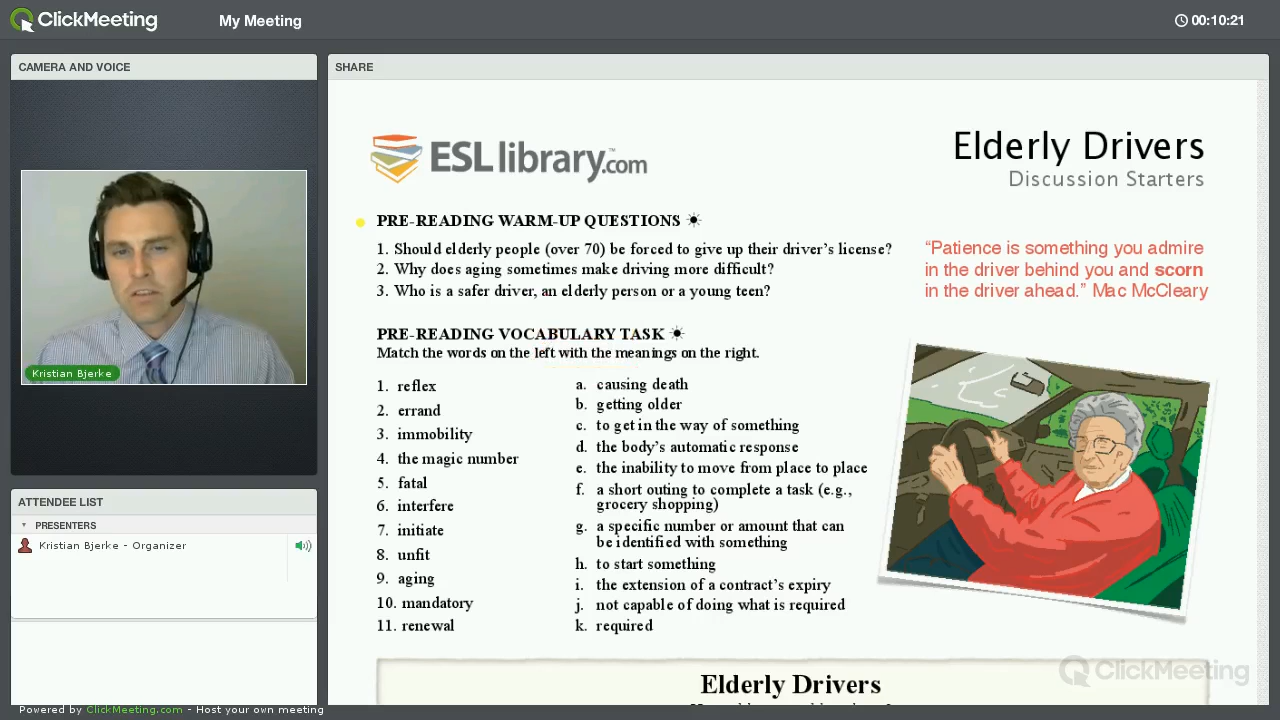 ClickMeeting
My Meeting
00:10:21
CAMERA AND VOICE
Kristian Bjerke
ATTENDEE LIST
PRESENTERS
Kristian Bjerke - Organizer
SHARE
ESL library.com™
Elderly Drivers
Discussion Starters
PRE-READING WARM-UP QUESTIONS
1. Should elderly people (over 70) be forced to give up their driver's license?
2. Why does aging sometimes make driving more difficult?
3. Who is a safer driver, an elderly person or a young teen?
“Patience is something you admire
in the driver behind you and scorn
in the driver ahead.” Mac McCleary
PRE-READING VOCABULARY TASK
Match the words on the left with the meanings on the right.
1. reflex
2. errand
3. immobility
4. the magic number
5. fatal
6. interfere
7. initiate
8. unfit
9. aging
10. mandatory
11. renewal
a. causing death
b. getting older
c. to get in the way of something
d. the body's automatic response
e. the inability to move from place to place
f. a short outing to complete a task (e.g.,
grocery shopping)
g. a specific number or amount that can
be identified with something
h. to start something
i. the extension of a contract's expiry
j. not capable of doing what is required
k. required
Elderly Drivers
ClickMeeting
Powered by ClickMeeting.com - Host your own meeting